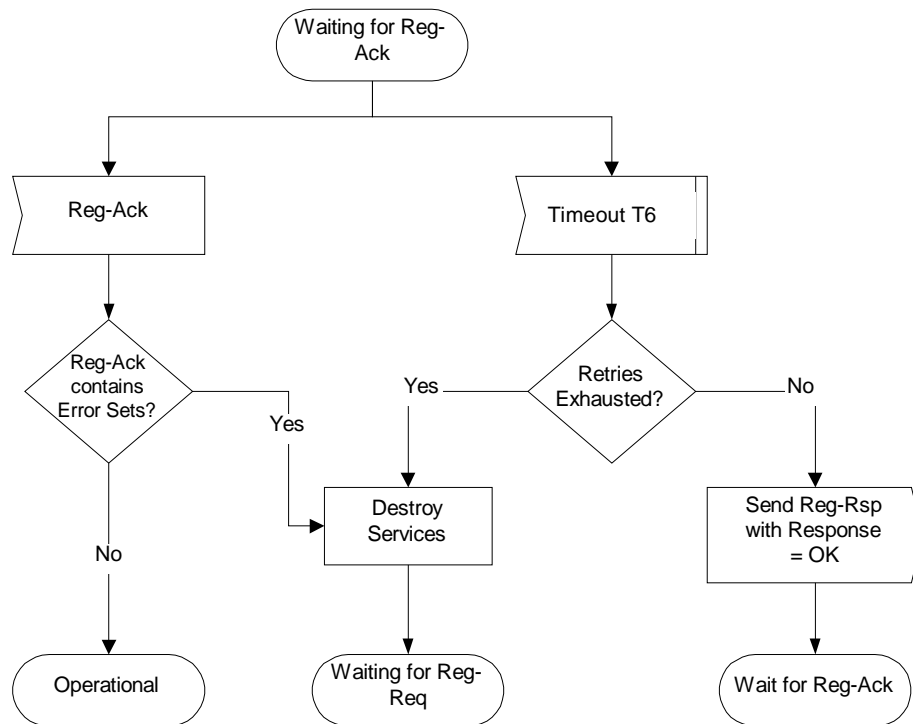 Waiting for Reg-
Ack
Reg-Ack
Timeout T6
Reg-Ack
contains
Error Sets?
Retries
Exhausted?
Yes
Yes
No
No
Destroy
Services
Send Reg-Rsp
with Response
= OK
Operational
Waiting for Reg-
Req
Wait for Reg-Ack